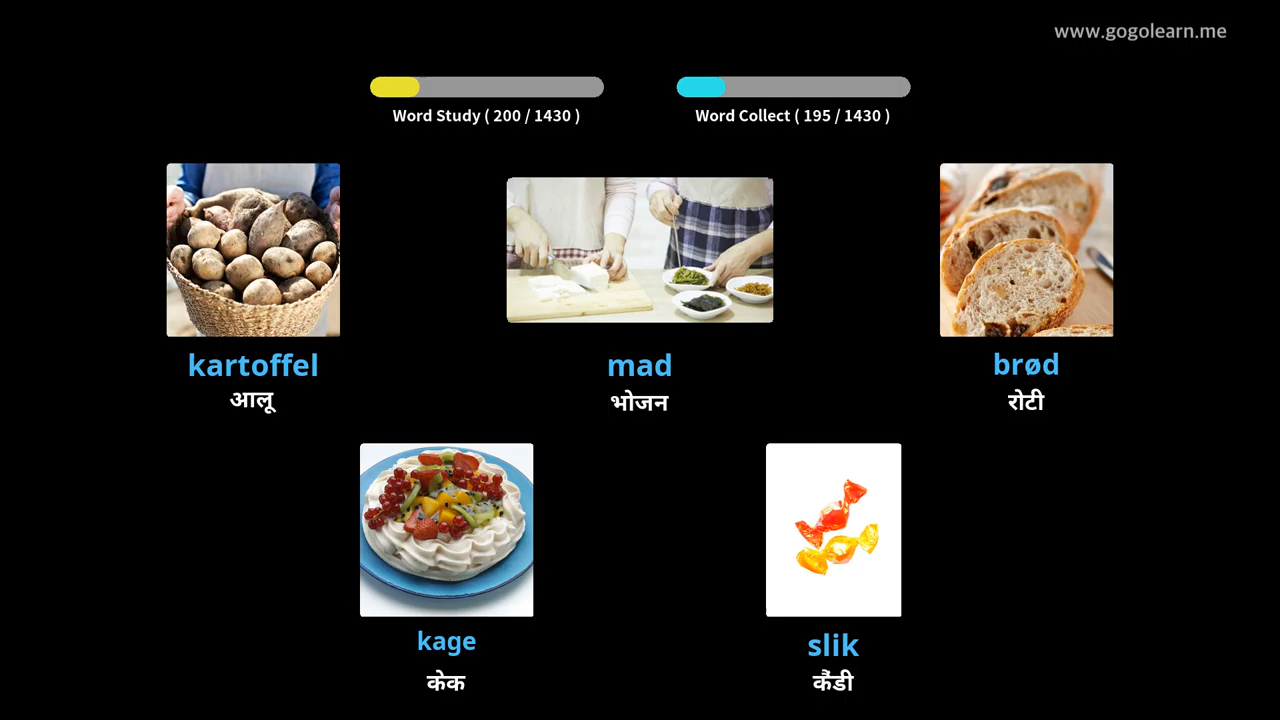 www.gogolearn.me
Word Study ( 200 / 1430 )
Word Collect ( 195 / 1430 )
kartoffel
आलू
mad
भोजन
brød
रोटी
kage
केक
slik
कैंडी